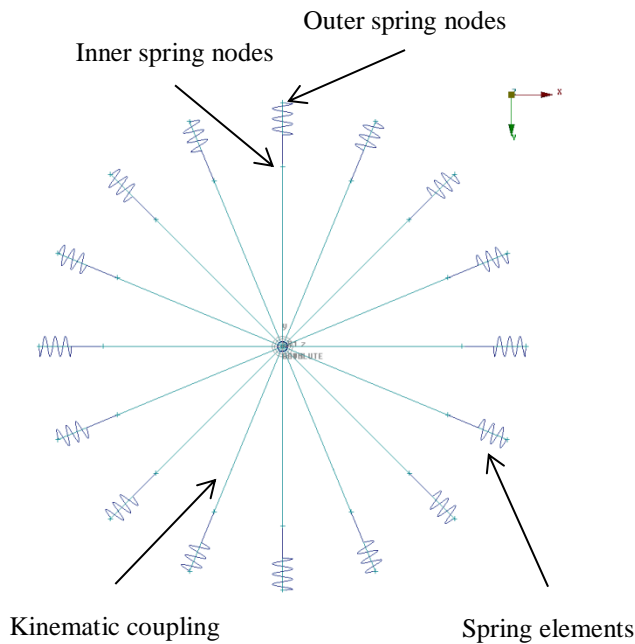 Outer spring nodes
Inner spring nodes
z
x
y
y
Kinematic coupling
Spring elements